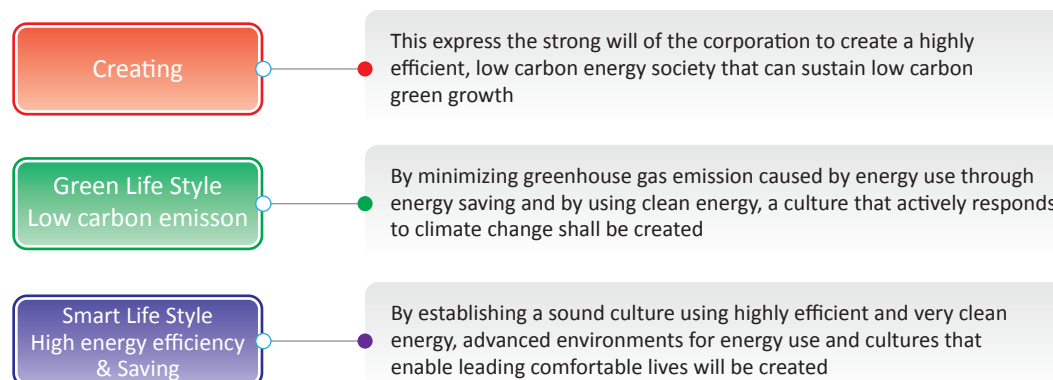 Creating
This express the strong will of the corporation to create a highly
efficient, low carbon energy society that can sustain low carbon
green growth
Green Life Style
Low carbon emisson
By minimizing greenhouse gas emission caused by energy use through
energy saving and by using clean energy, a culture that actively responds
to climate change shall be created
Smart Life Style
High energy efficiency
& Saving
By establishing a sound culture using highly efficient and very clean
energy, advanced environments for energy use and cultures that
enable leading comfortable lives will be created